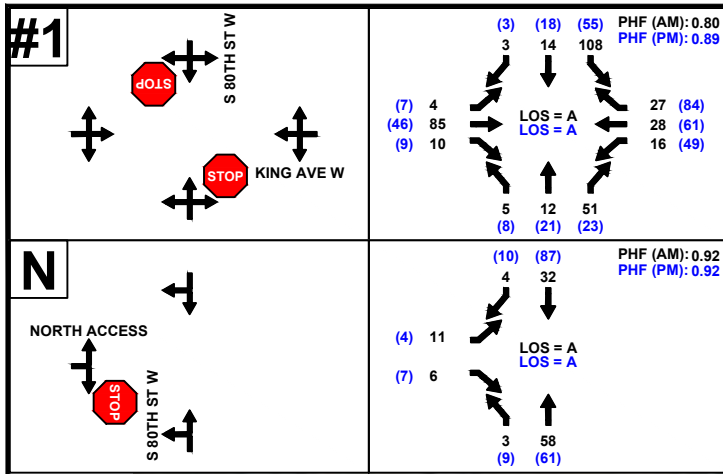 #1
STOP
S 80TH ST W
STOP
KING AVE W
(3) (18) (55)
3 14 108
PHF (AM): 0.80
PHF (PM): 0.89
(7) 4
(46) 85
(9) 10
LOS = A
LOS = A
27 (84)
28 (61)
16 (49)
5 12 51
(8) (21) (23)
N
NORTH ACCESS
STOP
S 80TH ST W
(10) (87)
4 32
PHF (AM): 0.92
PHF (PM): 0.92
(4) 11
(7) 6
LOS = A
LOS = A
3 58
(9) (61)